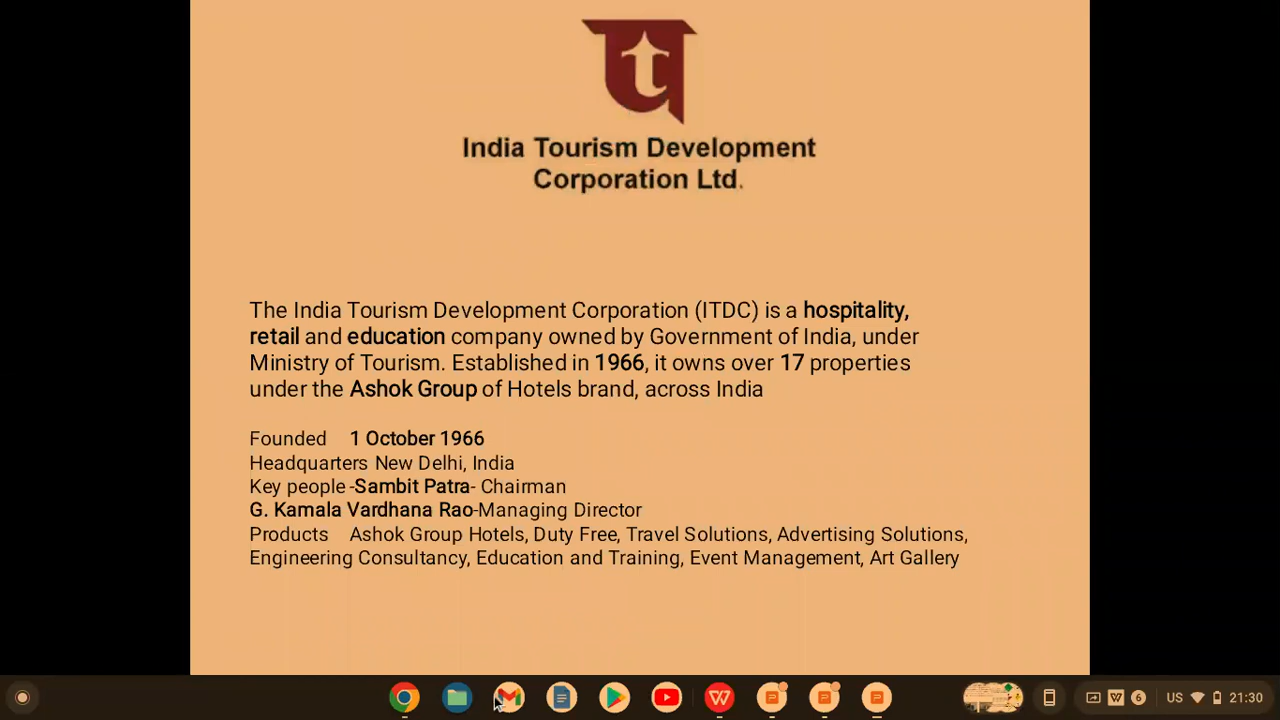 India Tourism Development
Corporation Ltd.
The India Tourism Development Corporation (ITDC) is a hospitality,
retail and education company owned by Government of India, under
Ministry of Tourism. Established in 1966, it owns over 17 properties
under the Ashok Group of Hotels brand, across India
Founded 1 October 1966
Headquarters New Delhi, India
Key people -Sambit Patra- Chairman
G. Kamala Vardhana Rao-Managing Director
Products Ashok Group Hotels, Duty Free, Travel Solutions, Advertising Solutions,
Engineering Consultancy, Education and Training, Event Management, Art Gallery
6 US 21:30